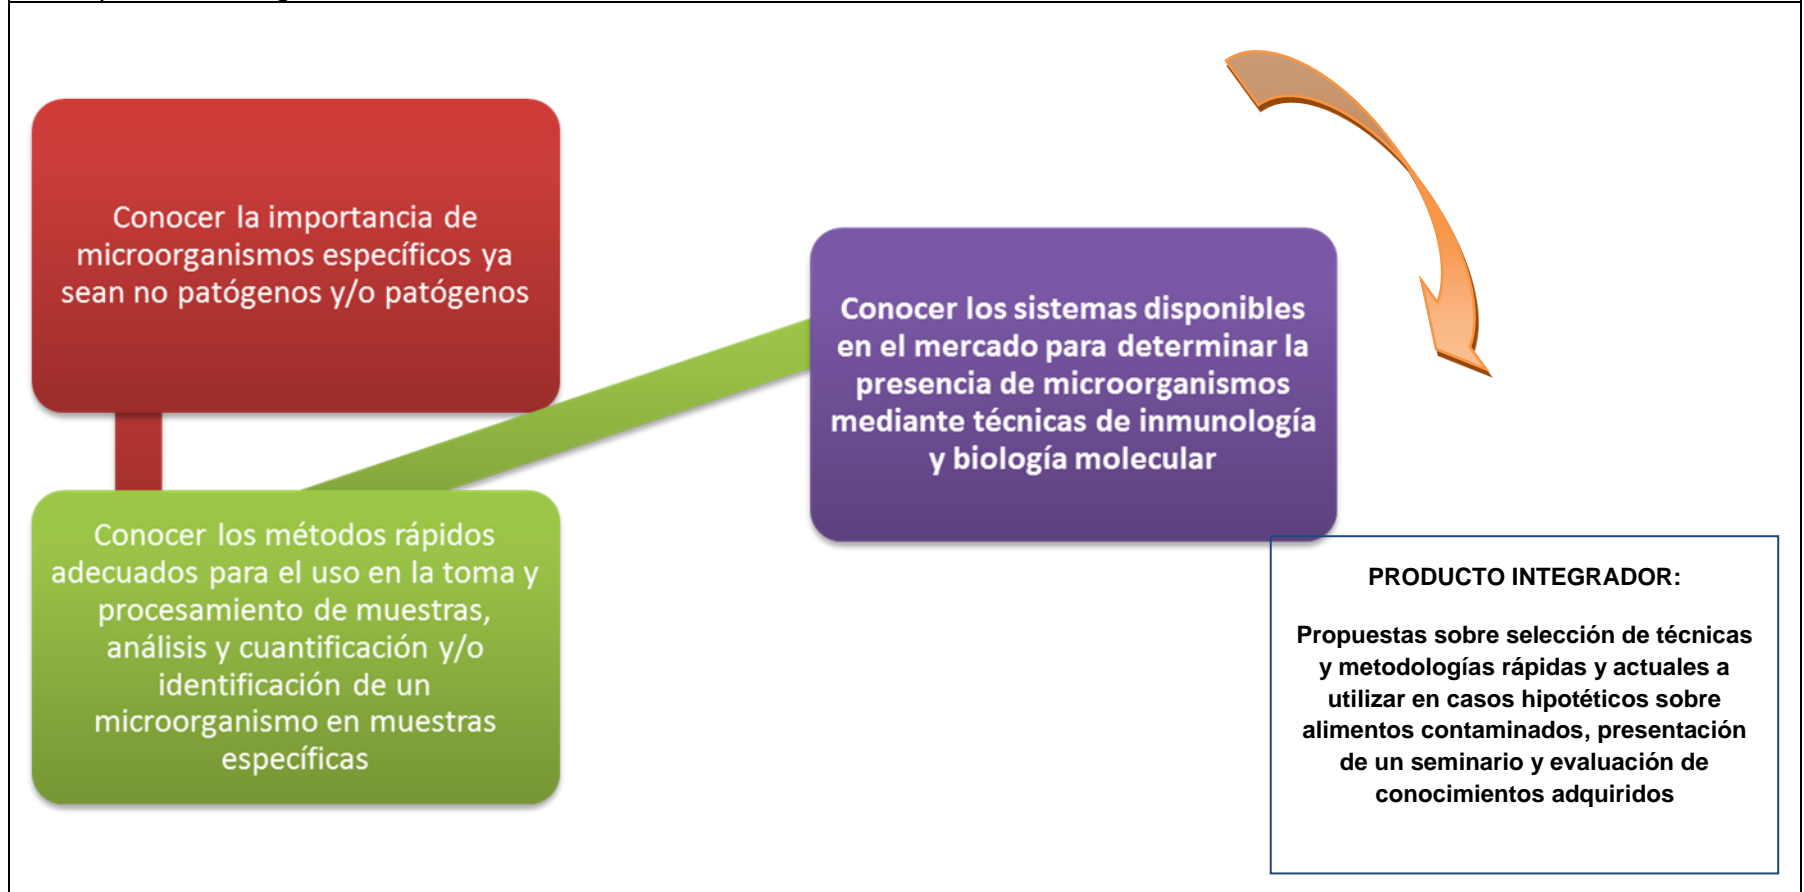 Conocer la importancia de
microorganismos específicos ya
sean no patógenos y/o patógenos
Conocer los métodos rápidos
adecuados para el uso en la toma y
procesamiento de muestras,
análisis y cuantificación y/o
identificación de un
microorganismo en muestras
específicas
Conocer los sistemas disponibles
en el mercado para determinar la
presencia de microorganismos
mediante técnicas de inmunología
y biología molecular
PRODUCTO INTEGRADOR:
Propuestas sobre selección de técnicas
y metodologías rápidas y actuales a
utilizar en casos hipotéticos sobre
alimentos contaminados, presentación
de un seminario y evaluación de
conocimientos adquiridos